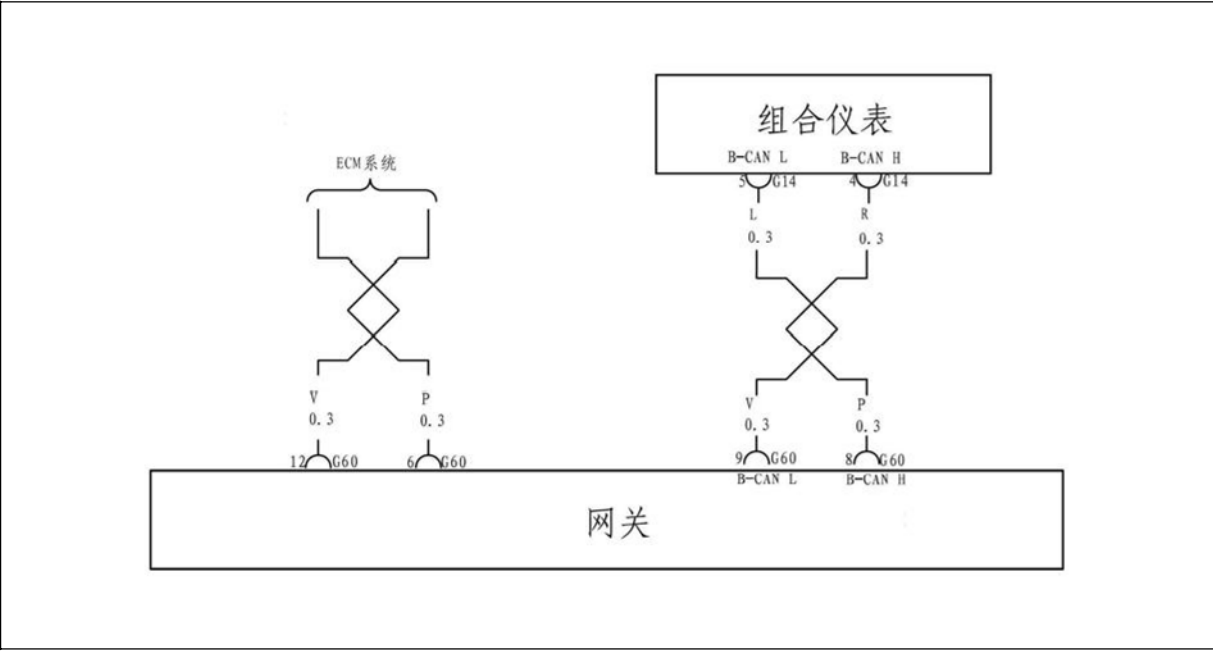 组合仪表
B-CAN L B-CAN H
5 G14 4 G14
L R
0.3 0.3
ECM系统
V P
0.3 0.3
12 G60 6 G60
V P
0.3 0.3
9 G60 8 G60
B-CAN L B-CAN H
网关